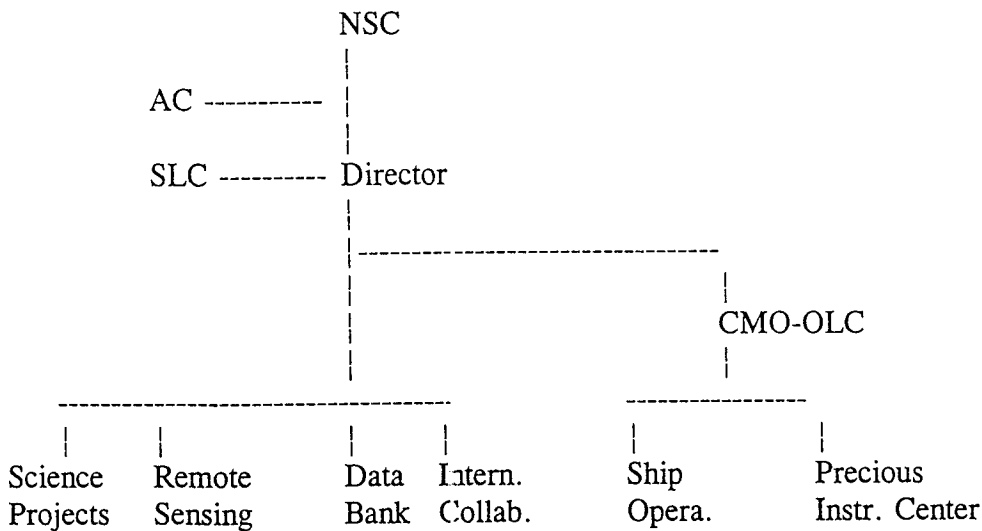 NSC
AC
SLC Director
CMO-OLC
Science Remote Data Intern. Ship Precious
Projects Sensing Bank Collab. Opera. Instr. Center